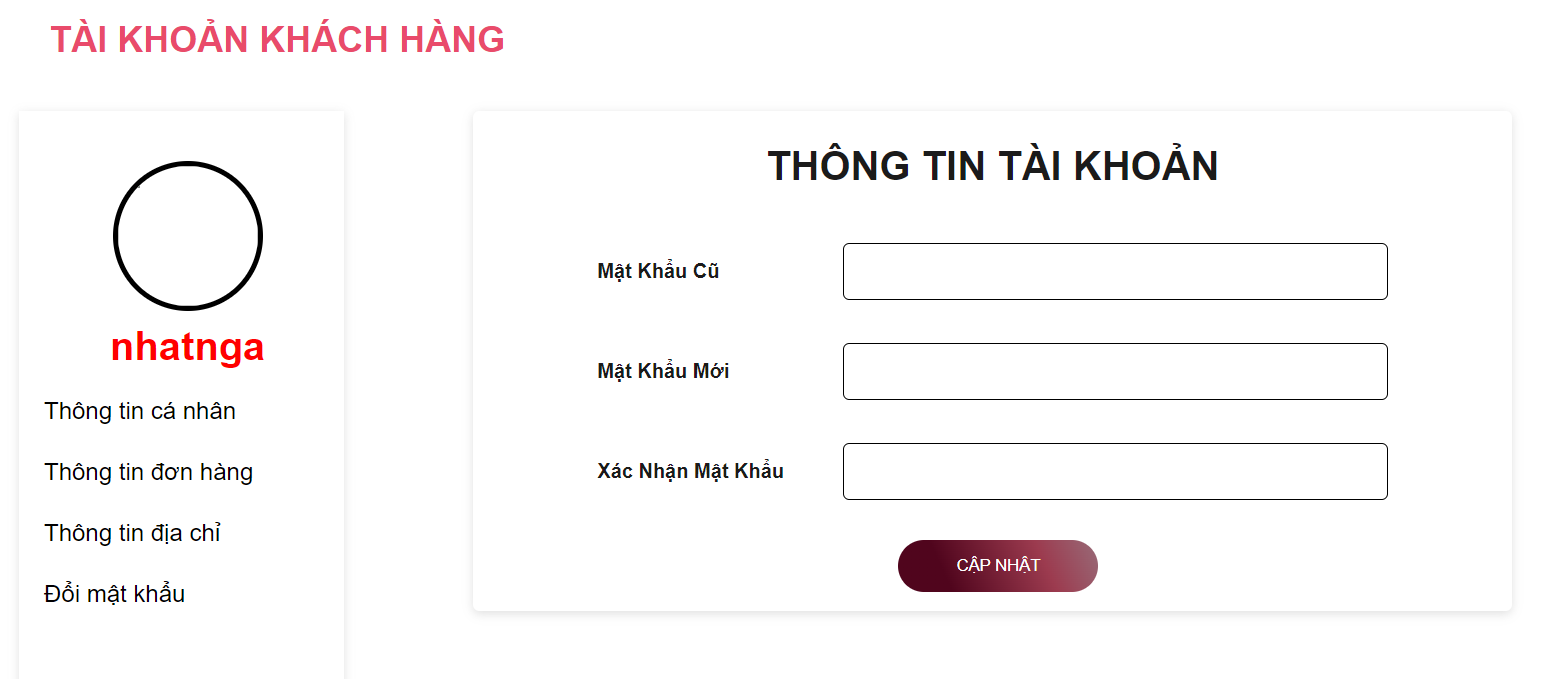 TÀI KHOẢN KHÁCH HÀNG
nhatnga
Thông tin cá nhân
Thông tin đơn hàng
Thông tin địa chỉ
Đổi mật khẩu
THÔNG TIN TÀI KHOẢN
Mật Khẩu Cũ
Mật Khẩu Mới
Xác Nhận Mật Khẩu
CẬP NHẬT